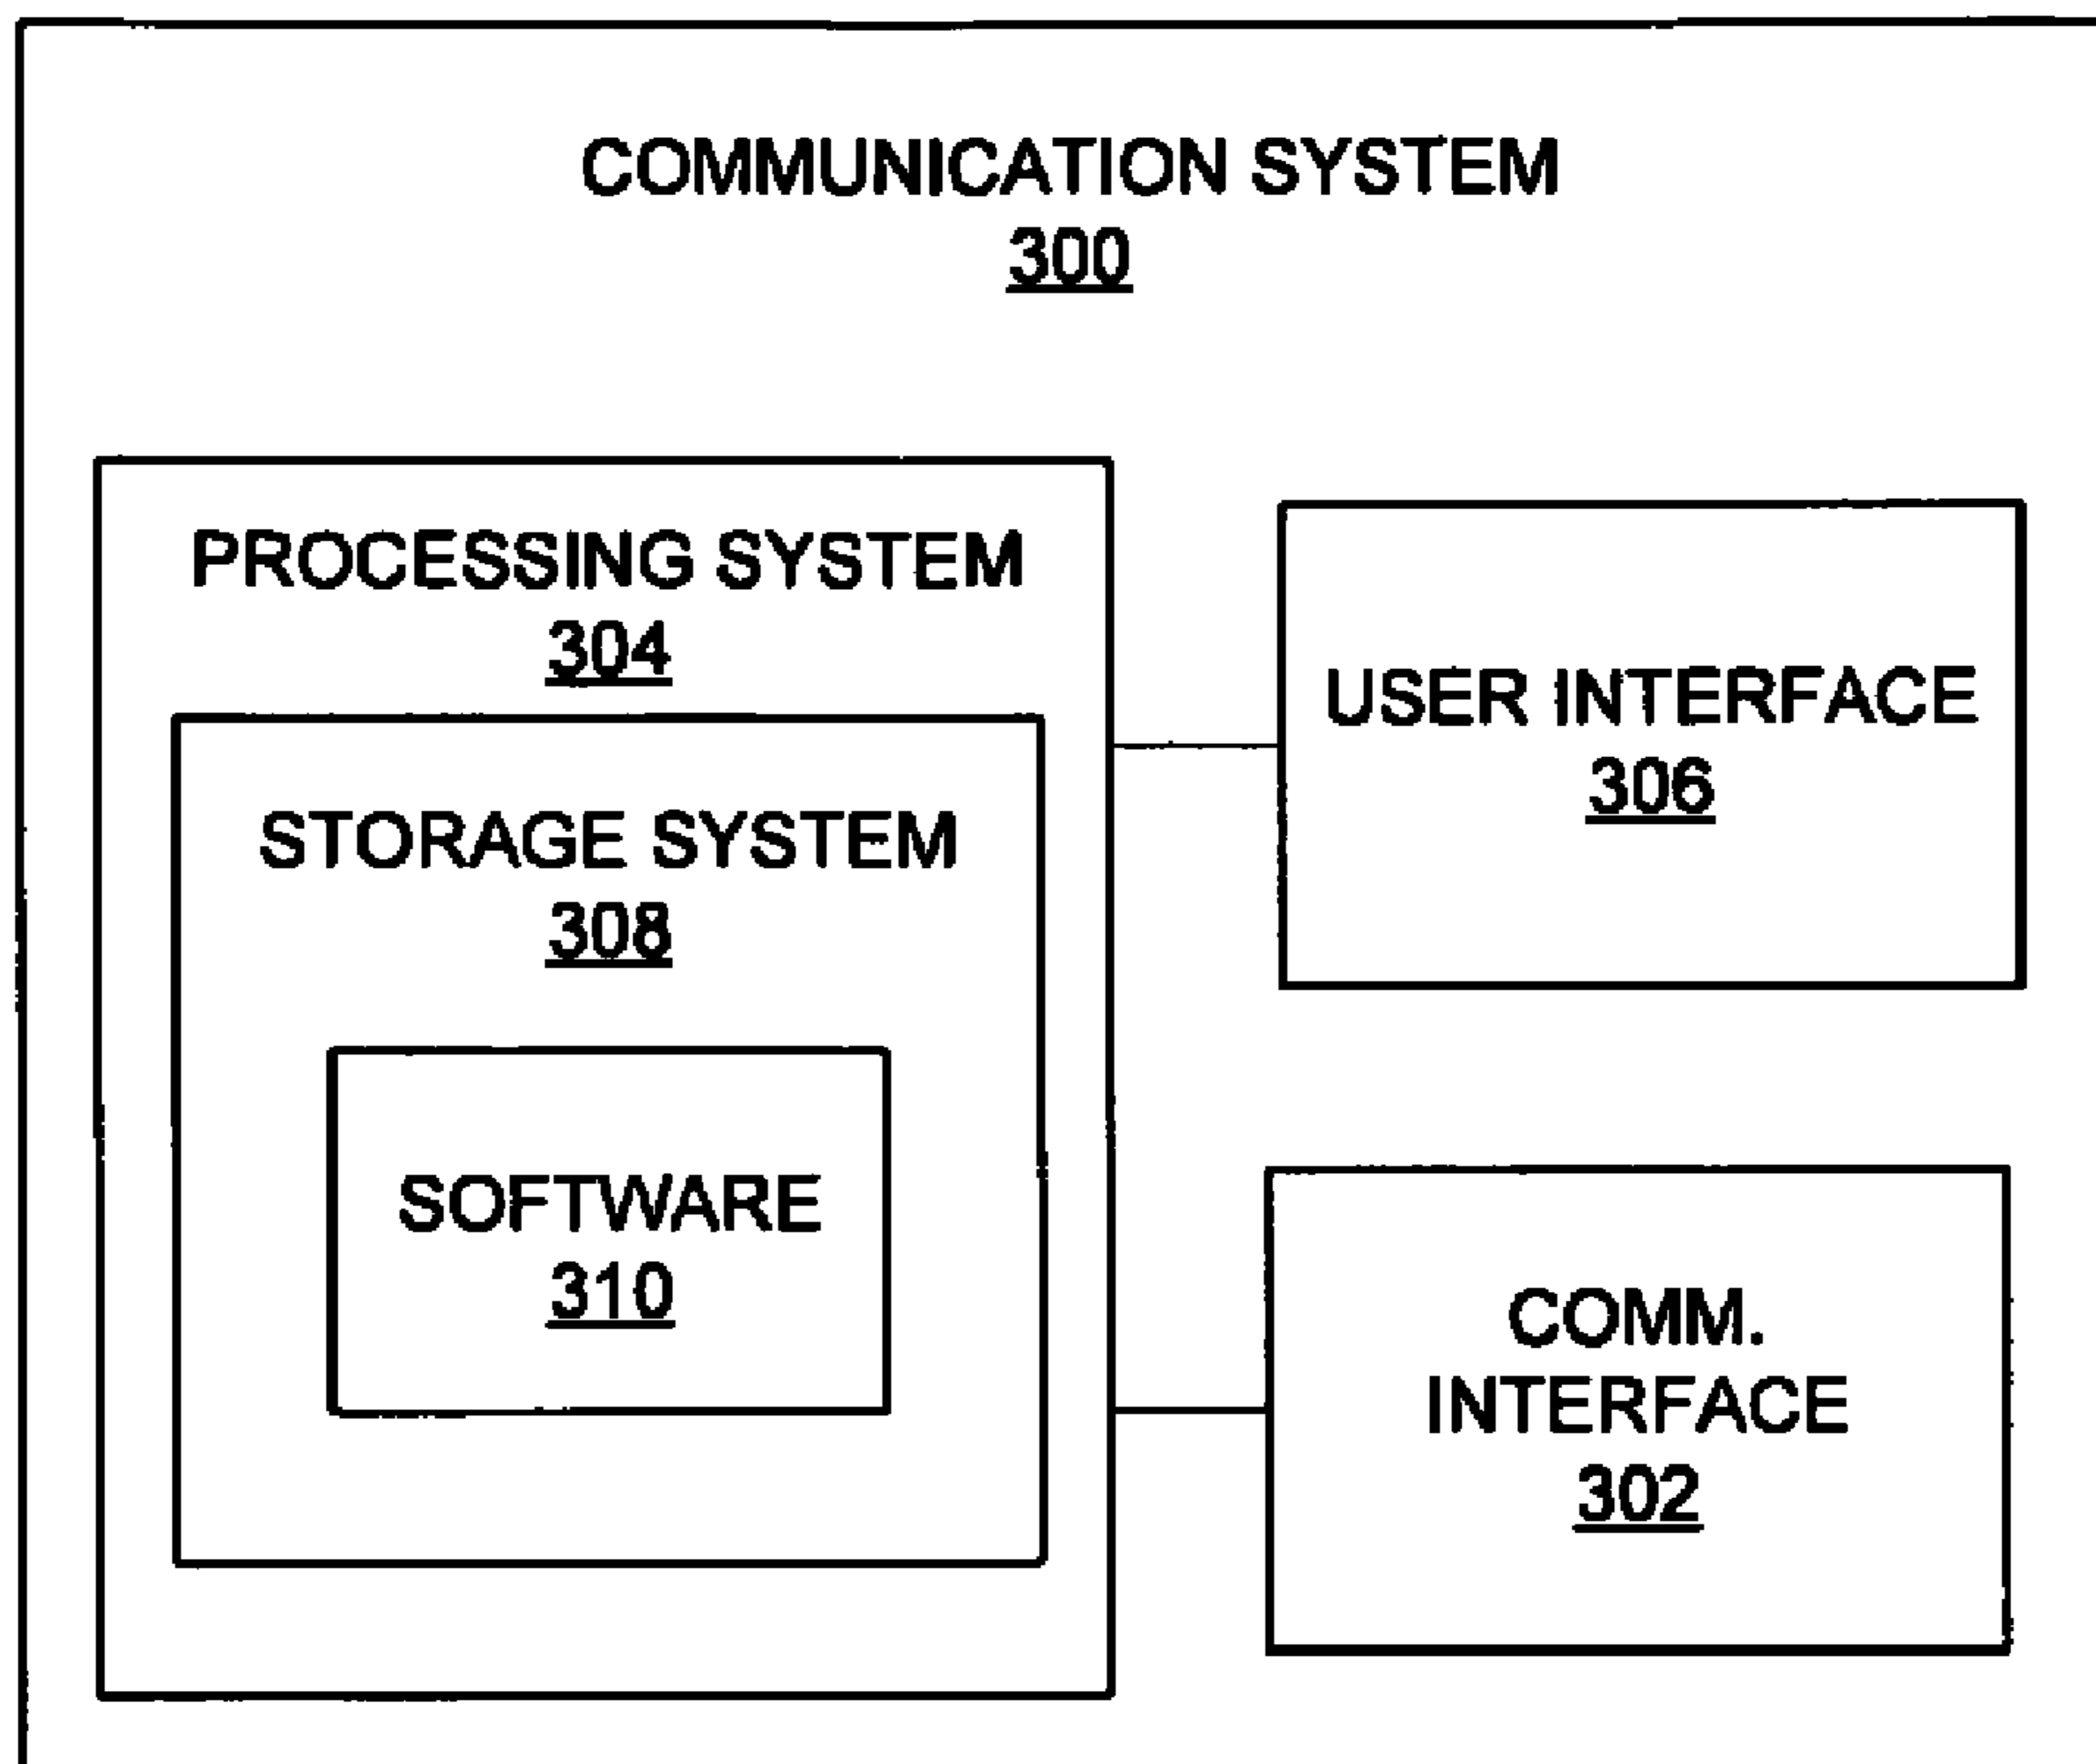 COMMUNICATION SYSTEM
300
PROCESSING SYSTEM
304
STORAGE SYSTEM
308
SOFTWARE
310
USER INTERFACE
306
COMM.
INTERFACE
302